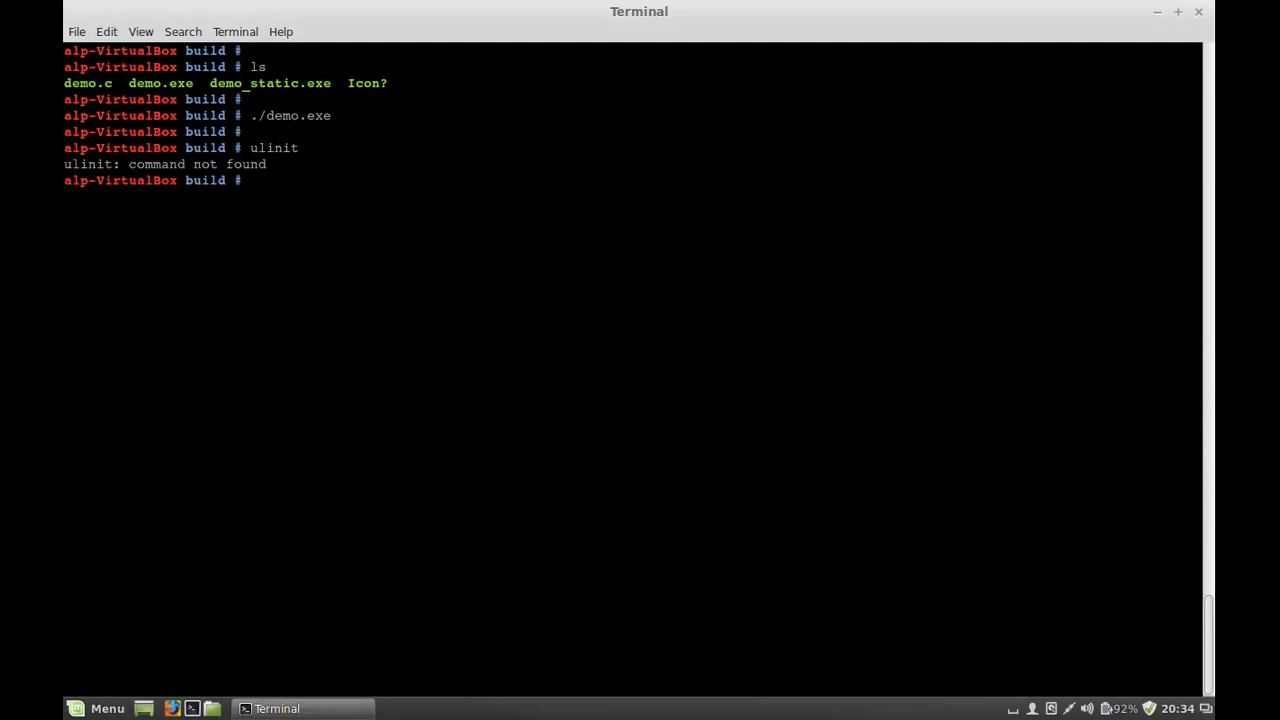 Terminal
File Edit View Search Terminal Help
alp-VirtualBox build #
alp-VirtualBox build # ls
demo.c demo.exe demo_static.exe Icon?
alp-VirtualBox build #
alp-VirtualBox build # ./demo.exe
alp-VirtualBox build #
alp-VirtualBox build # ulinit
ulinit: command not found
alp-VirtualBox build #
Menu Terminal 92% 20:34